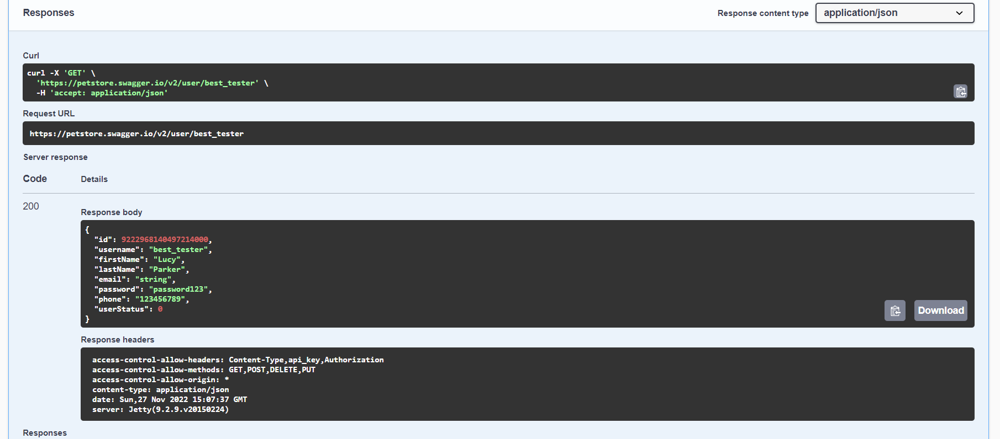 Responses
Response content type
application/json
Curl
curl -X 'GET' \
  'https://petstore.swagger.io/v2/user/best_tester' \
  -H 'accept: application/json'
Request URL
https://petstore.swagger.io/v2/user/best_tester
Server response
Code Details
200
Response body
{
  "id": 9222968140497214000,
  "username": "best_tester",
  "firstName": "Lucy",
  "lastName": "Parker",
  "email": "string",
  "password": "password123",
  "phone": "123456789",
  "userStatus": 0
}
Download
Response headers
access-control-allow-headers: Content-Type,api_key,Authorization
access-control-allow-methods: GET,POST,DELETE,PUT
access-control-allow-origin: *
content-type: application/json
date: Sun,27 Nov 2022 15:07:37 GMT
server: Jetty(9.2.9.v20150224)
Responses